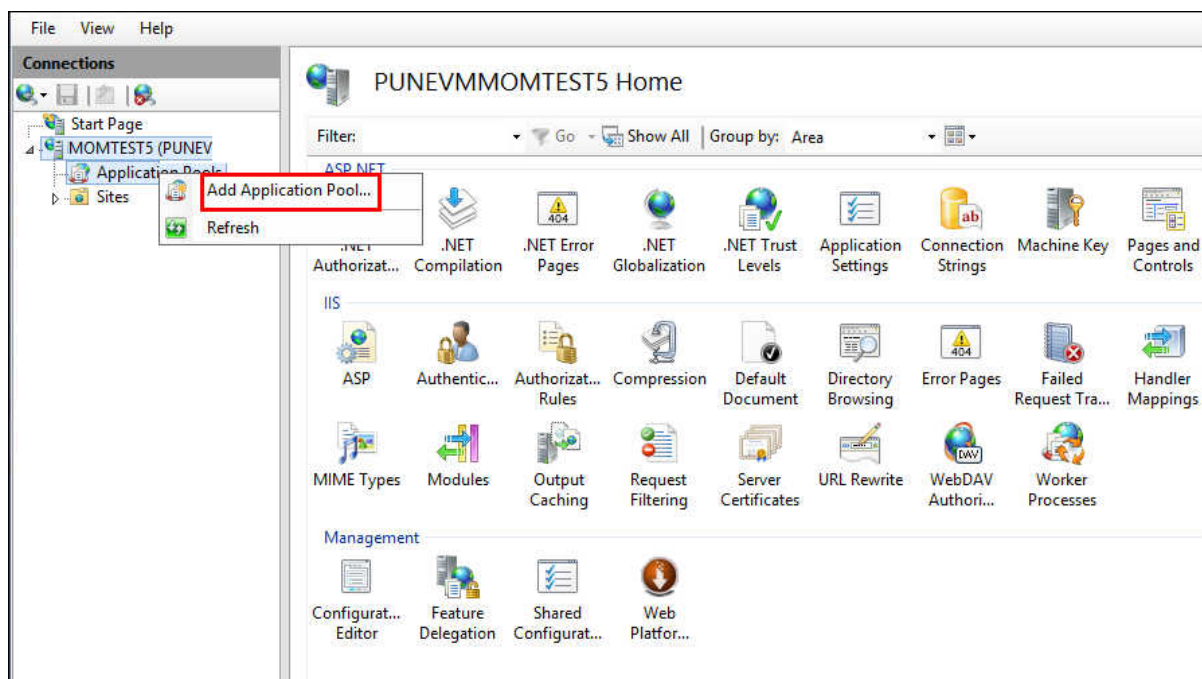 File View Help
Connections
PUNEVMMOMTEST5 Home
Start Page
MOMTEST5 (PUNEV
Application Pools
Sites
Add Application Pool...
Refresh
Filter: Go Show All Group by: Area
ASP.NET
.NET Authorizat...
.NET Compilation
.NET Error Pages
.NET Globalization
.NET Trust Levels
Application Settings
Connection Strings
Machine Key
Pages and Controls
IIS
ASP
Authentic...
Authorizat... Rules
Compression
Default Document
Directory Browsing
Error Pages
Failed Request Tra...
Handler Mappings
MIME Types
Modules
Output Caching
Request Filtering
Server Certificates
URL Rewrite
WebDAV Authori...
Worker Processes
Management
Configurat... Editor
Feature Delegation
Shared Configurat...
Web Platfor...
404
ab
404
DAV